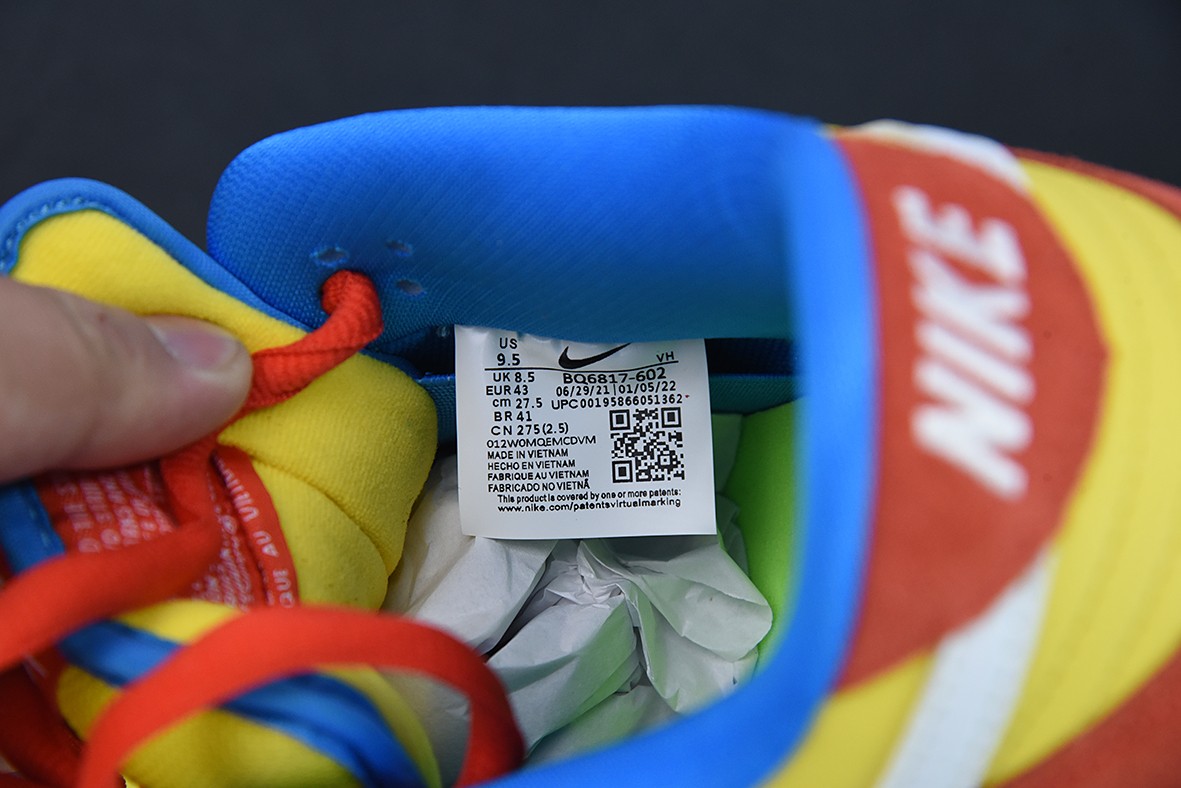 US
9.5
VH
UK 8.5
BQ6817-602
EUR 43
06/29/21 | 01/05/22
cm 27.5
UPC00195866051362
BR 41
CN 275 (2.5)
012W0MQEMCDVM
MADE IN VIETNAM
HECHO EN VIETNAM
FABRIQUE AU VIETNAM
FABRICADO NO VIETNÃ
This product is covered by one or more patents:
www.nike.com/patentsvirtualmarking
NIKE